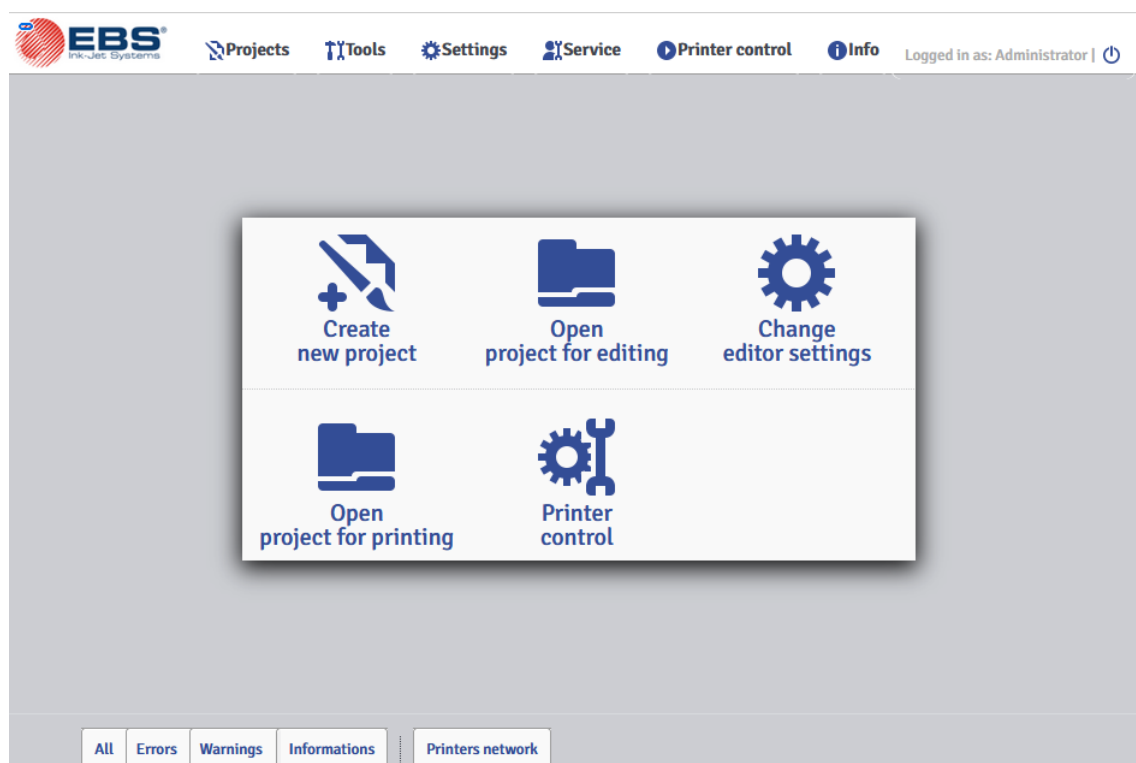 EBS®
Ink-Jet Systems
Projects
Tools
Settings
Service
Printer control
Info
Logged in as: Administrator |
Create
new project
Open
project for editing
Change
editor settings
Open
project for printing
Printer
control
All
Errors
Warnings
Informations
Printers network